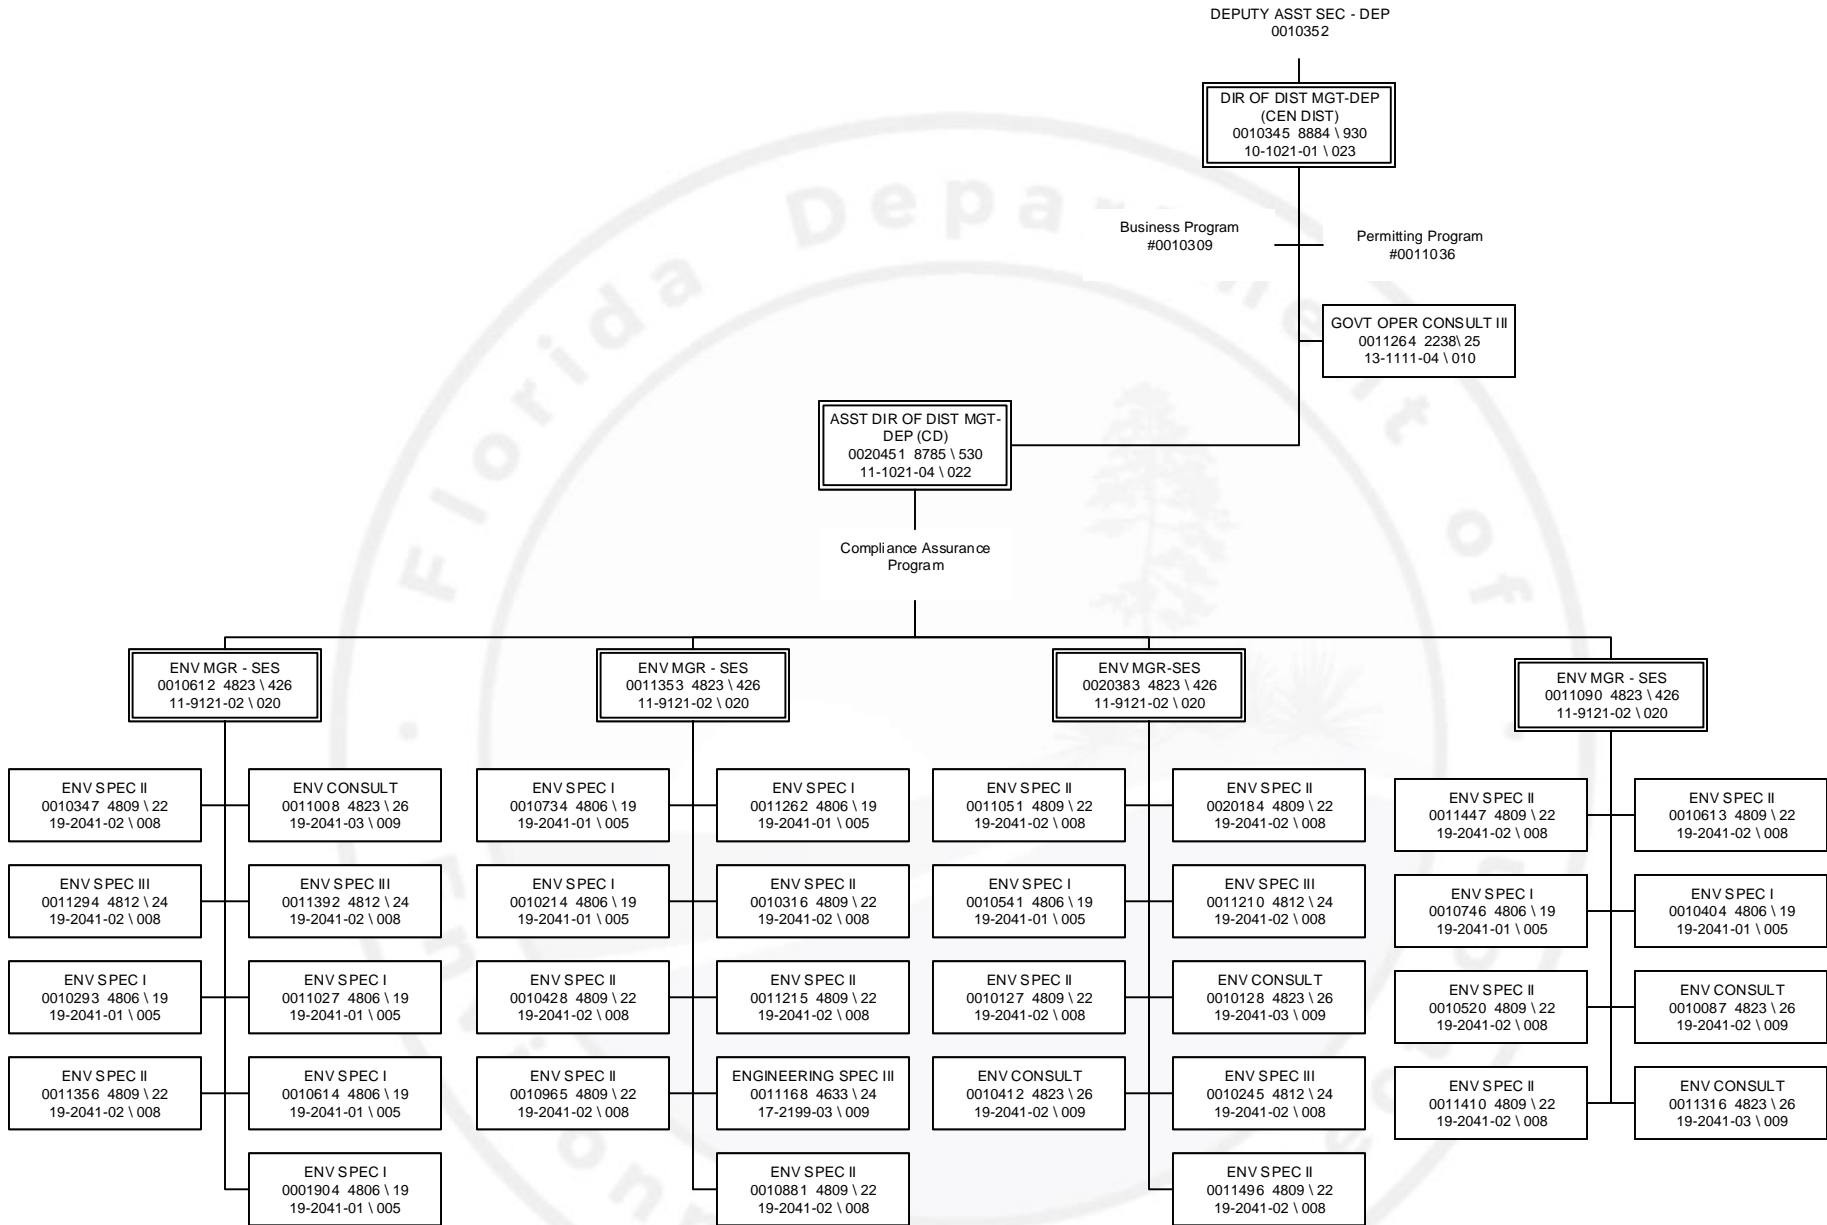 DEPUTY ASST SEC - DEP
0010352
DIR OF DIST MGT-DEP
(CEN DIST)
0010345 8884 \ 930
10-1021-01 \ 023
Business Program
#0010309
Permitting Program
#0011036
GOVT OPER CONSULT III
0011264 2238\ 25
13-1111-04 \ 010
ASST DIR OF DIST MGT-
DEP (CD)
0020451 8785 \ 530
11-1021-04 \ 022
Compliance Assurance
Program
ENV MGR - SES
0010612 4823 \ 426
11-9121-02 \ 020
ENV SPEC II
0010347 4809 \ 22
19-2041-02 \ 008
ENV CONSULT
0011008 4823 \ 26
19-2041-03 \ 009
ENV SPEC III
0011294 4812 \ 24
19-2041-02 \ 008
ENV SPEC III
0011392 4812 \ 24
19-2041-02 \ 008
ENV SPEC I
0010293 4806 \ 19
19-2041-01 \ 005
ENV SPEC I
0011027 4806 \ 19
19-2041-01 \ 005
ENV SPEC II
0011356 4809 \ 22
19-2041-02 \ 008
ENV SPEC I
0010614 4806 \ 19
19-2041-01 \ 005
ENV SPEC I
0001904 4806 \ 19
19-2041-01 \ 005
ENV MGR - SES
0011353 4823 \ 426
11-9121-02 \ 020
ENV SPEC I
0010734 4806 \ 19
19-2041-01 \ 005
ENV SPEC I
0011262 4806 \ 19
19-2041-01 \ 005
ENV SPEC I
0010214 4806 \ 19
19-2041-01 \ 005
ENV SPEC II
0010316 4809 \ 22
19-2041-02 \ 008
ENV SPEC II
0010428 4809 \ 22
19-2041-02 \ 008
ENV SPEC II
0011215 4809 \ 22
19-2041-02 \ 008
ENV SPEC II
0010965 4809 \ 22
19-2041-02 \ 008
ENGINEERING SPEC III
0011168 4633 \ 24
17-2199-03 \ 009
ENV SPEC II
0010881 4809 \ 22
19-2041-02 \ 008
ENV MGR-SES
0020383 4823 \ 426
11-9121-02 \ 020
ENV SPEC II
0011051 4809 \ 22
19-2041-02 \ 008
ENV SPEC II
0020184 4809 \ 22
19-2041-02 \ 008
ENV SPEC I
0010541 4806 \ 19
19-2041-01 \ 005
ENV SPEC III
0011210 4812 \ 24
19-2041-02 \ 008
ENV SPEC II
0010127 4809 \ 22
19-2041-02 \ 008
ENV CONSULT
0010128 4823 \ 26
19-2041-03 \ 009
ENV CONSULT
0010412 4823 \ 26
19-2041-02 \ 009
ENV SPEC III
0010245 4812 \ 24
19-2041-02 \ 008
ENV SPEC II
0011496 4809 \ 22
19-2041-02 \ 008
ENV MGR - SES
0011090 4823 \ 426
11-9121-02 \ 020
ENV SPEC II
0011447 4809 \ 22
19-2041-02 \ 008
ENV SPEC II
0010613 4809 \ 22
19-2041-02 \ 008
ENV SPEC I
0010746 4806 \ 19
19-2041-01 \ 005
ENV SPEC I
0010404 4806 \ 19
19-2041-01 \ 005
ENV SPEC II
0010520 4809 \ 22
19-2041-02 \ 008
ENV CONSULT
0010087 4823 \ 26
19-2041-02 \ 009
ENV SPEC II
0011410 4809 \ 22
19-2041-02 \ 008
ENV CONSULT
0011316 4823 \ 26
19-2041-03 \ 009
Florida
of